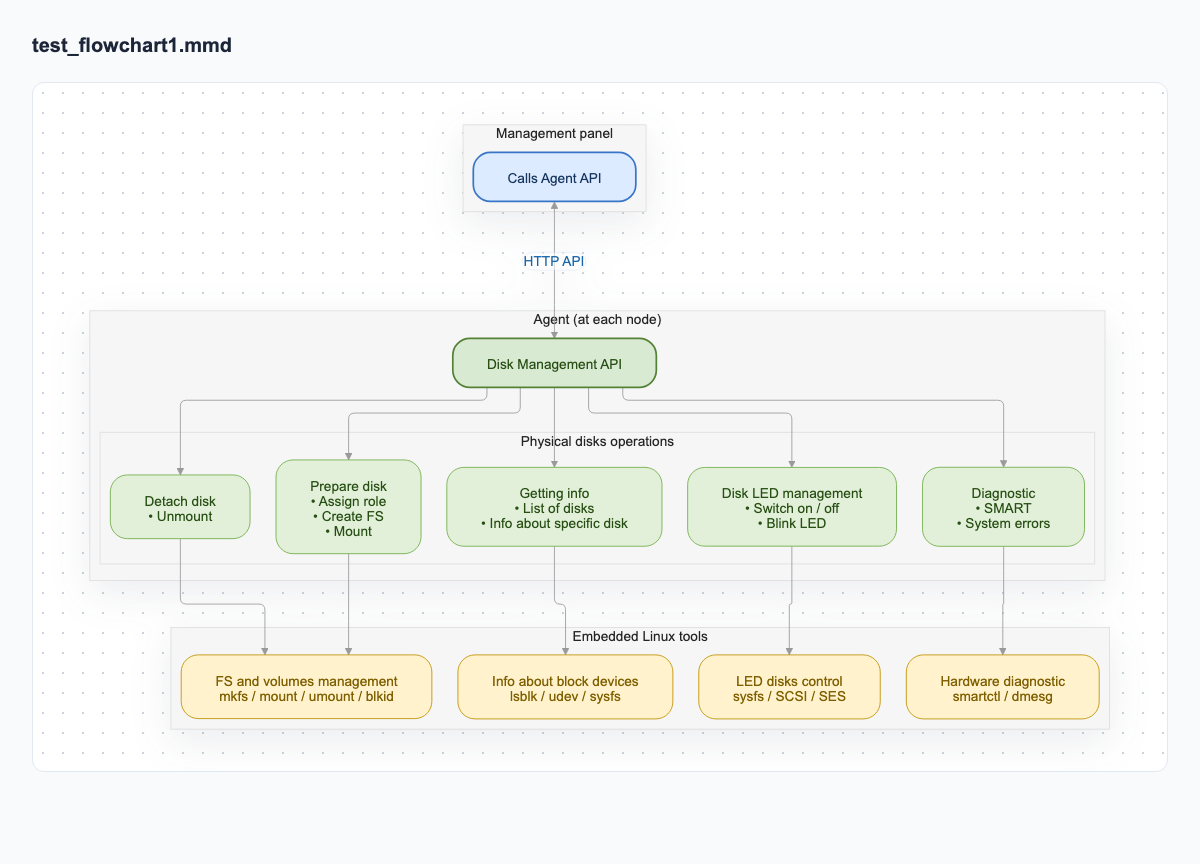 test_flowchart1.mmd
Management panel
Calls Agent API
HTTP API
Agent (at each node)
Disk Management API
Physical disks operations
Detach disk
• Unmount
Prepare disk
• Assign role
• Create FS
• Mount
Getting info
• List of disks
• Info about specific disk
Disk LED management
• Switch on / off
• Blink LED
Diagnostic
• SMART
• System errors
Embedded Linux tools
FS and volumes management
mkfs / mount / umount / blkid
Info about block devices
lsblk / udev / sysfs
LED disks control
sysfs / SCSI / SES
Hardware diagnostic
smartctl / dmesg